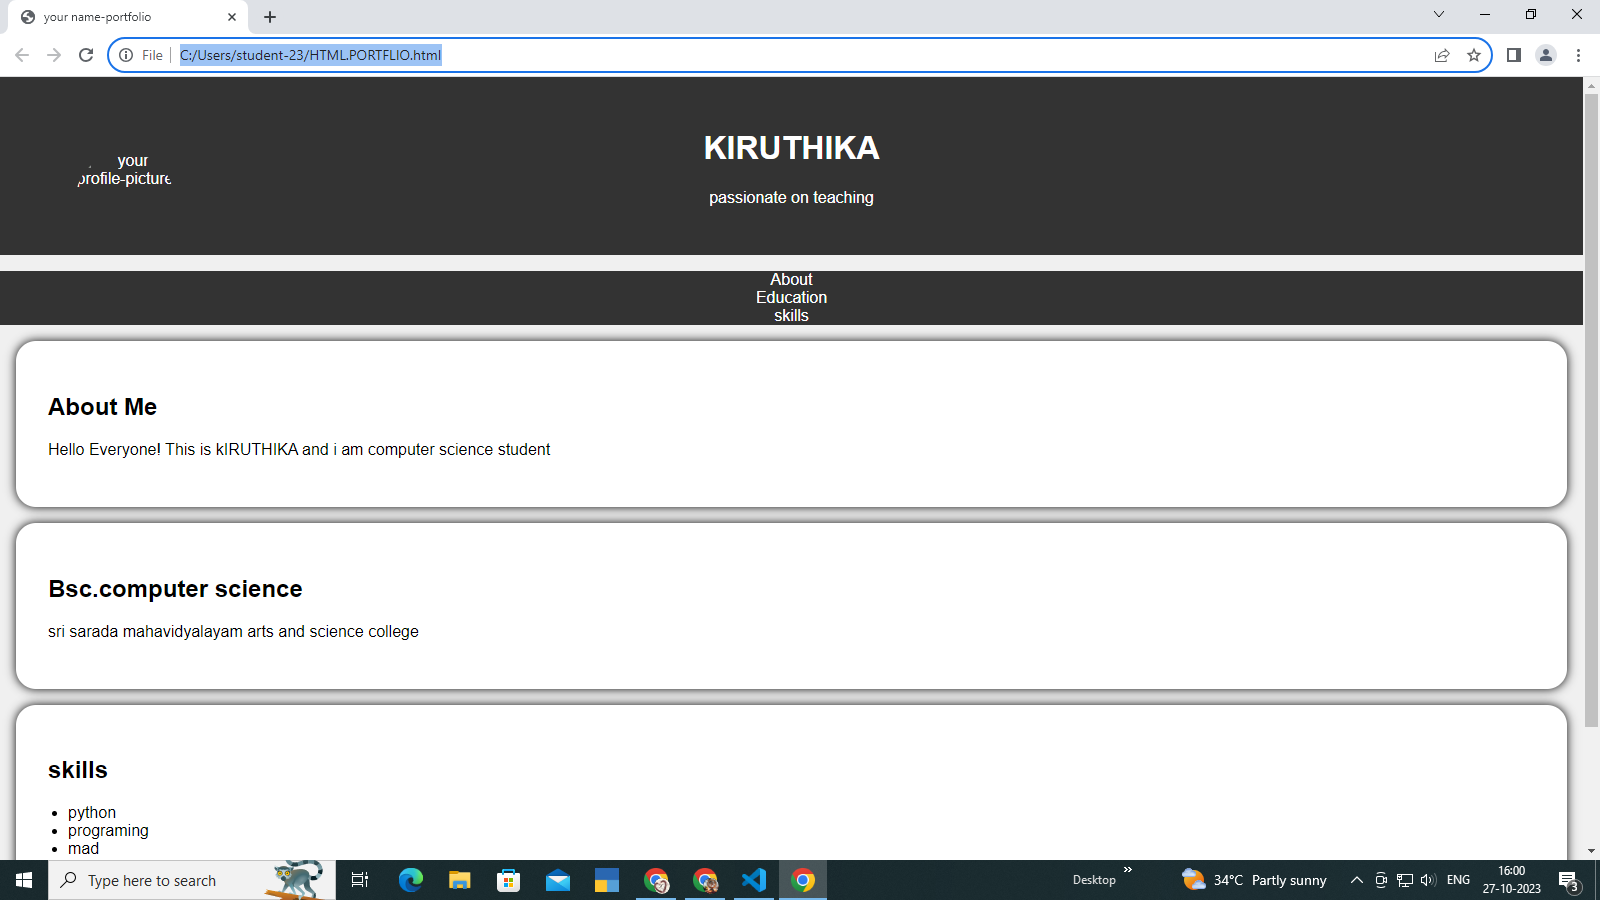 your name-portfolio
File
C:/Users/student-23/HTML.PORTFLIO.html
your
profile-picture
KIRUTHIKA
passionate on teaching
About
Education
skills
About Me
Hello Everyone! This is kIRUTHIKA and i am computer science student
Bsc.computer science
sri sarada mahavidyalayam arts and science college
skills
python
programing
mad
Type here to search
Desktop
34°C Partly sunny
ENG
16:00
27-10-2023
3